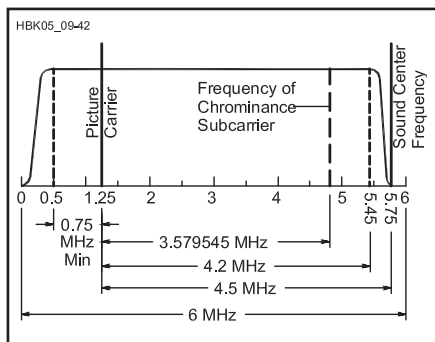 HBK05_09-42
Picture
Carrier
Frequency of
Chrominance
Subcarrier
Sound Center
Frequency
0
0.5
1.25
2
3
4
5
5.45
5.75
6
0.75
MHz
Min
3.579545 MHz
4.2 MHz
4.5 MHz
6 MHz